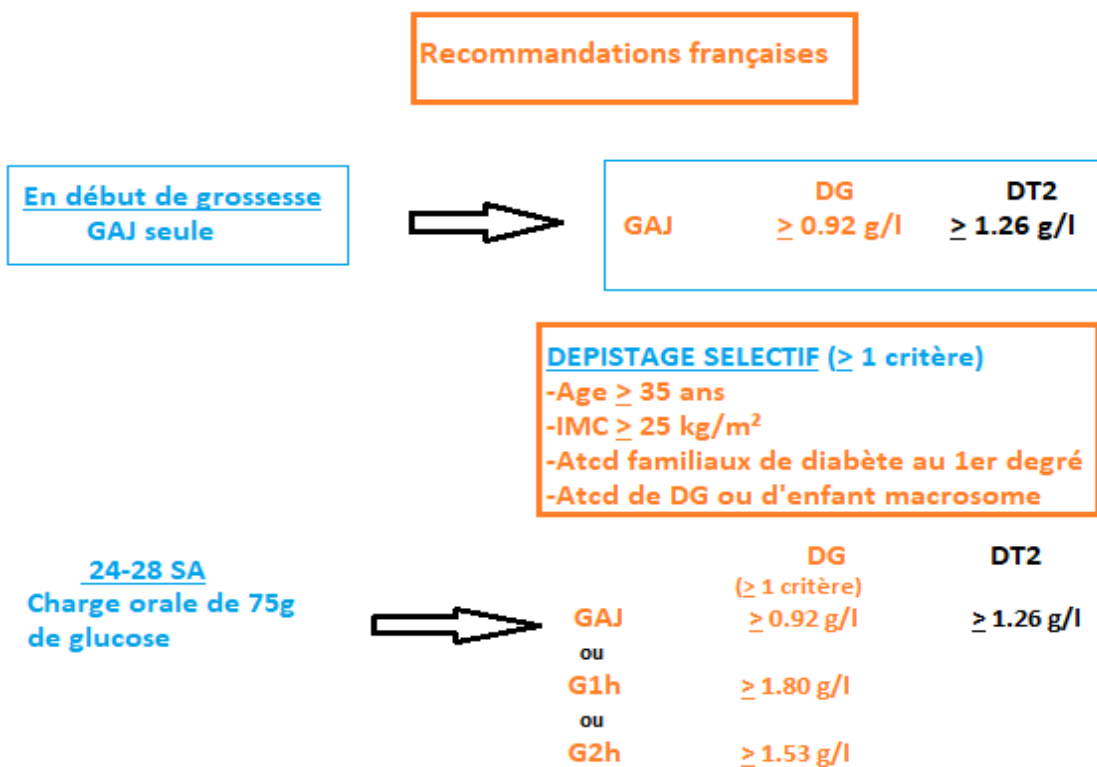 Recommandations françaises
En début de grossesse
GAJ seule
DG DT2
GAJ ≥ 0.92 g/l ≥ 1.26 g/l
DEPISTAGE SELECTIF (≥ 1 critère)
-Age ≥ 35 ans
-IMC ≥ 25 kg/m²
-Atcd familiaux de diabète au 1er degré
-Atcd de DG ou d'enfant macrosome
24-28 SA
Charge orale de 75g
de glucose
DG DT2
(≥ 1 critère)
GAJ ≥ 0.92 g/l ≥ 1.26 g/l
ou
G1h ≥ 1.80 g/l
ou
G2h ≥ 1.53 g/l